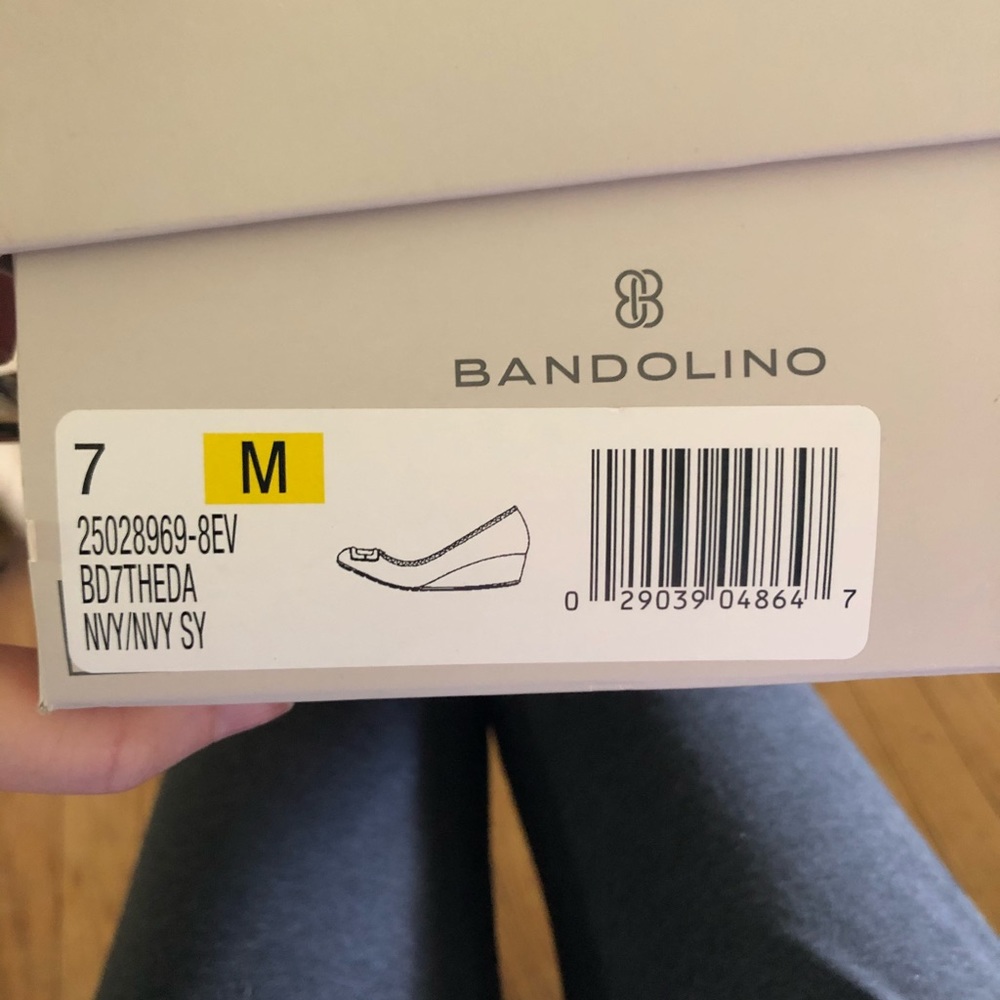 BANDOLINO
7 M
25028969-8EV
BD7THEDA
NVY/NVY SY
0 29039 04864 7